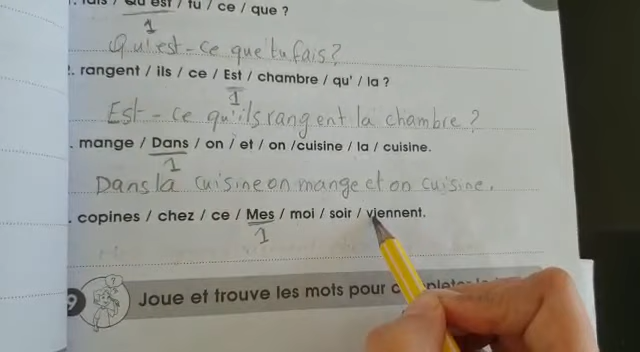 / Qu'est / tu / ce / que ?
1
Qu'est-ce que tu fais?
. rangent / ils / ce / Est / chambre / qu' / la ?
1
Est-ce qu'ils rangent la chambre ?
. mange / Dans / on / et / on /cuisine / la / cuisine.
1
Dans la cuisine on mange et on cuisine.
. copines / chez / ce / Mes / moi / soir / viennent.
1
9 ?
Joue et trouve les mots pour